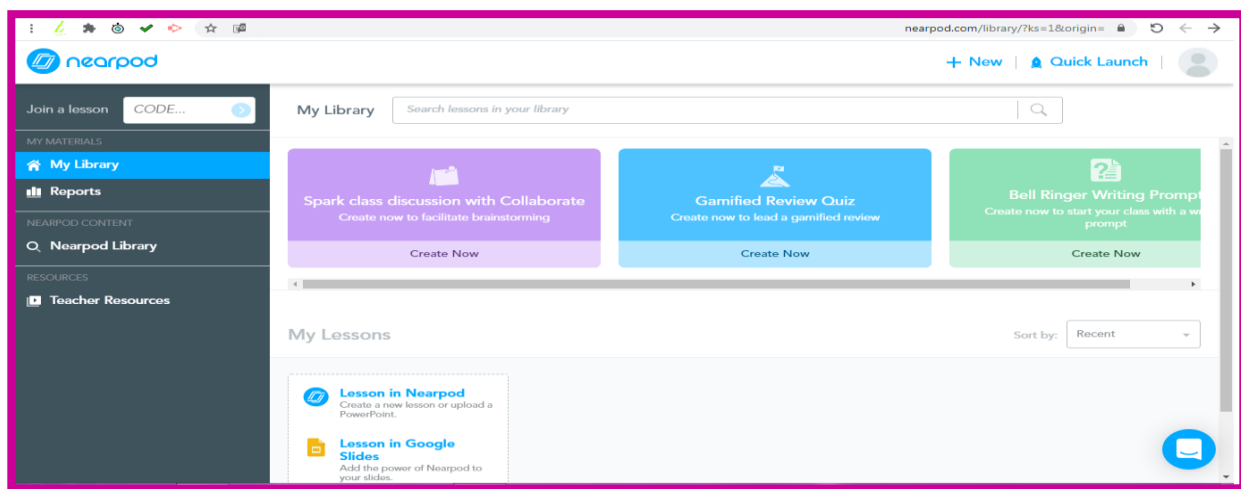 nearpod.com/library/?ks=1&origin=
nearpod
+ New | Quick Launch |
Join a lesson CODE...
MY MATERIALS
My Library
Reports
NEARPOD CONTENT
Nearpod Library
RESOURCES
Teacher Resources
My Library Search lessons in your library
Spark class discussion with Collaborate
Create now to facilitate brainstorming
Create Now
Gamified Review Quiz
Create now to lead a gamified review
Create Now
Bell Ringer Writing Prompt
Create now to start your class with a w
prompt
Create Now
My Lessons
Sort by: Recent
Lesson in Nearpod
Create a new lesson or upload a
PowerPoint.
Lesson in Google
Slides
Add the power of Nearpod to
your slides.